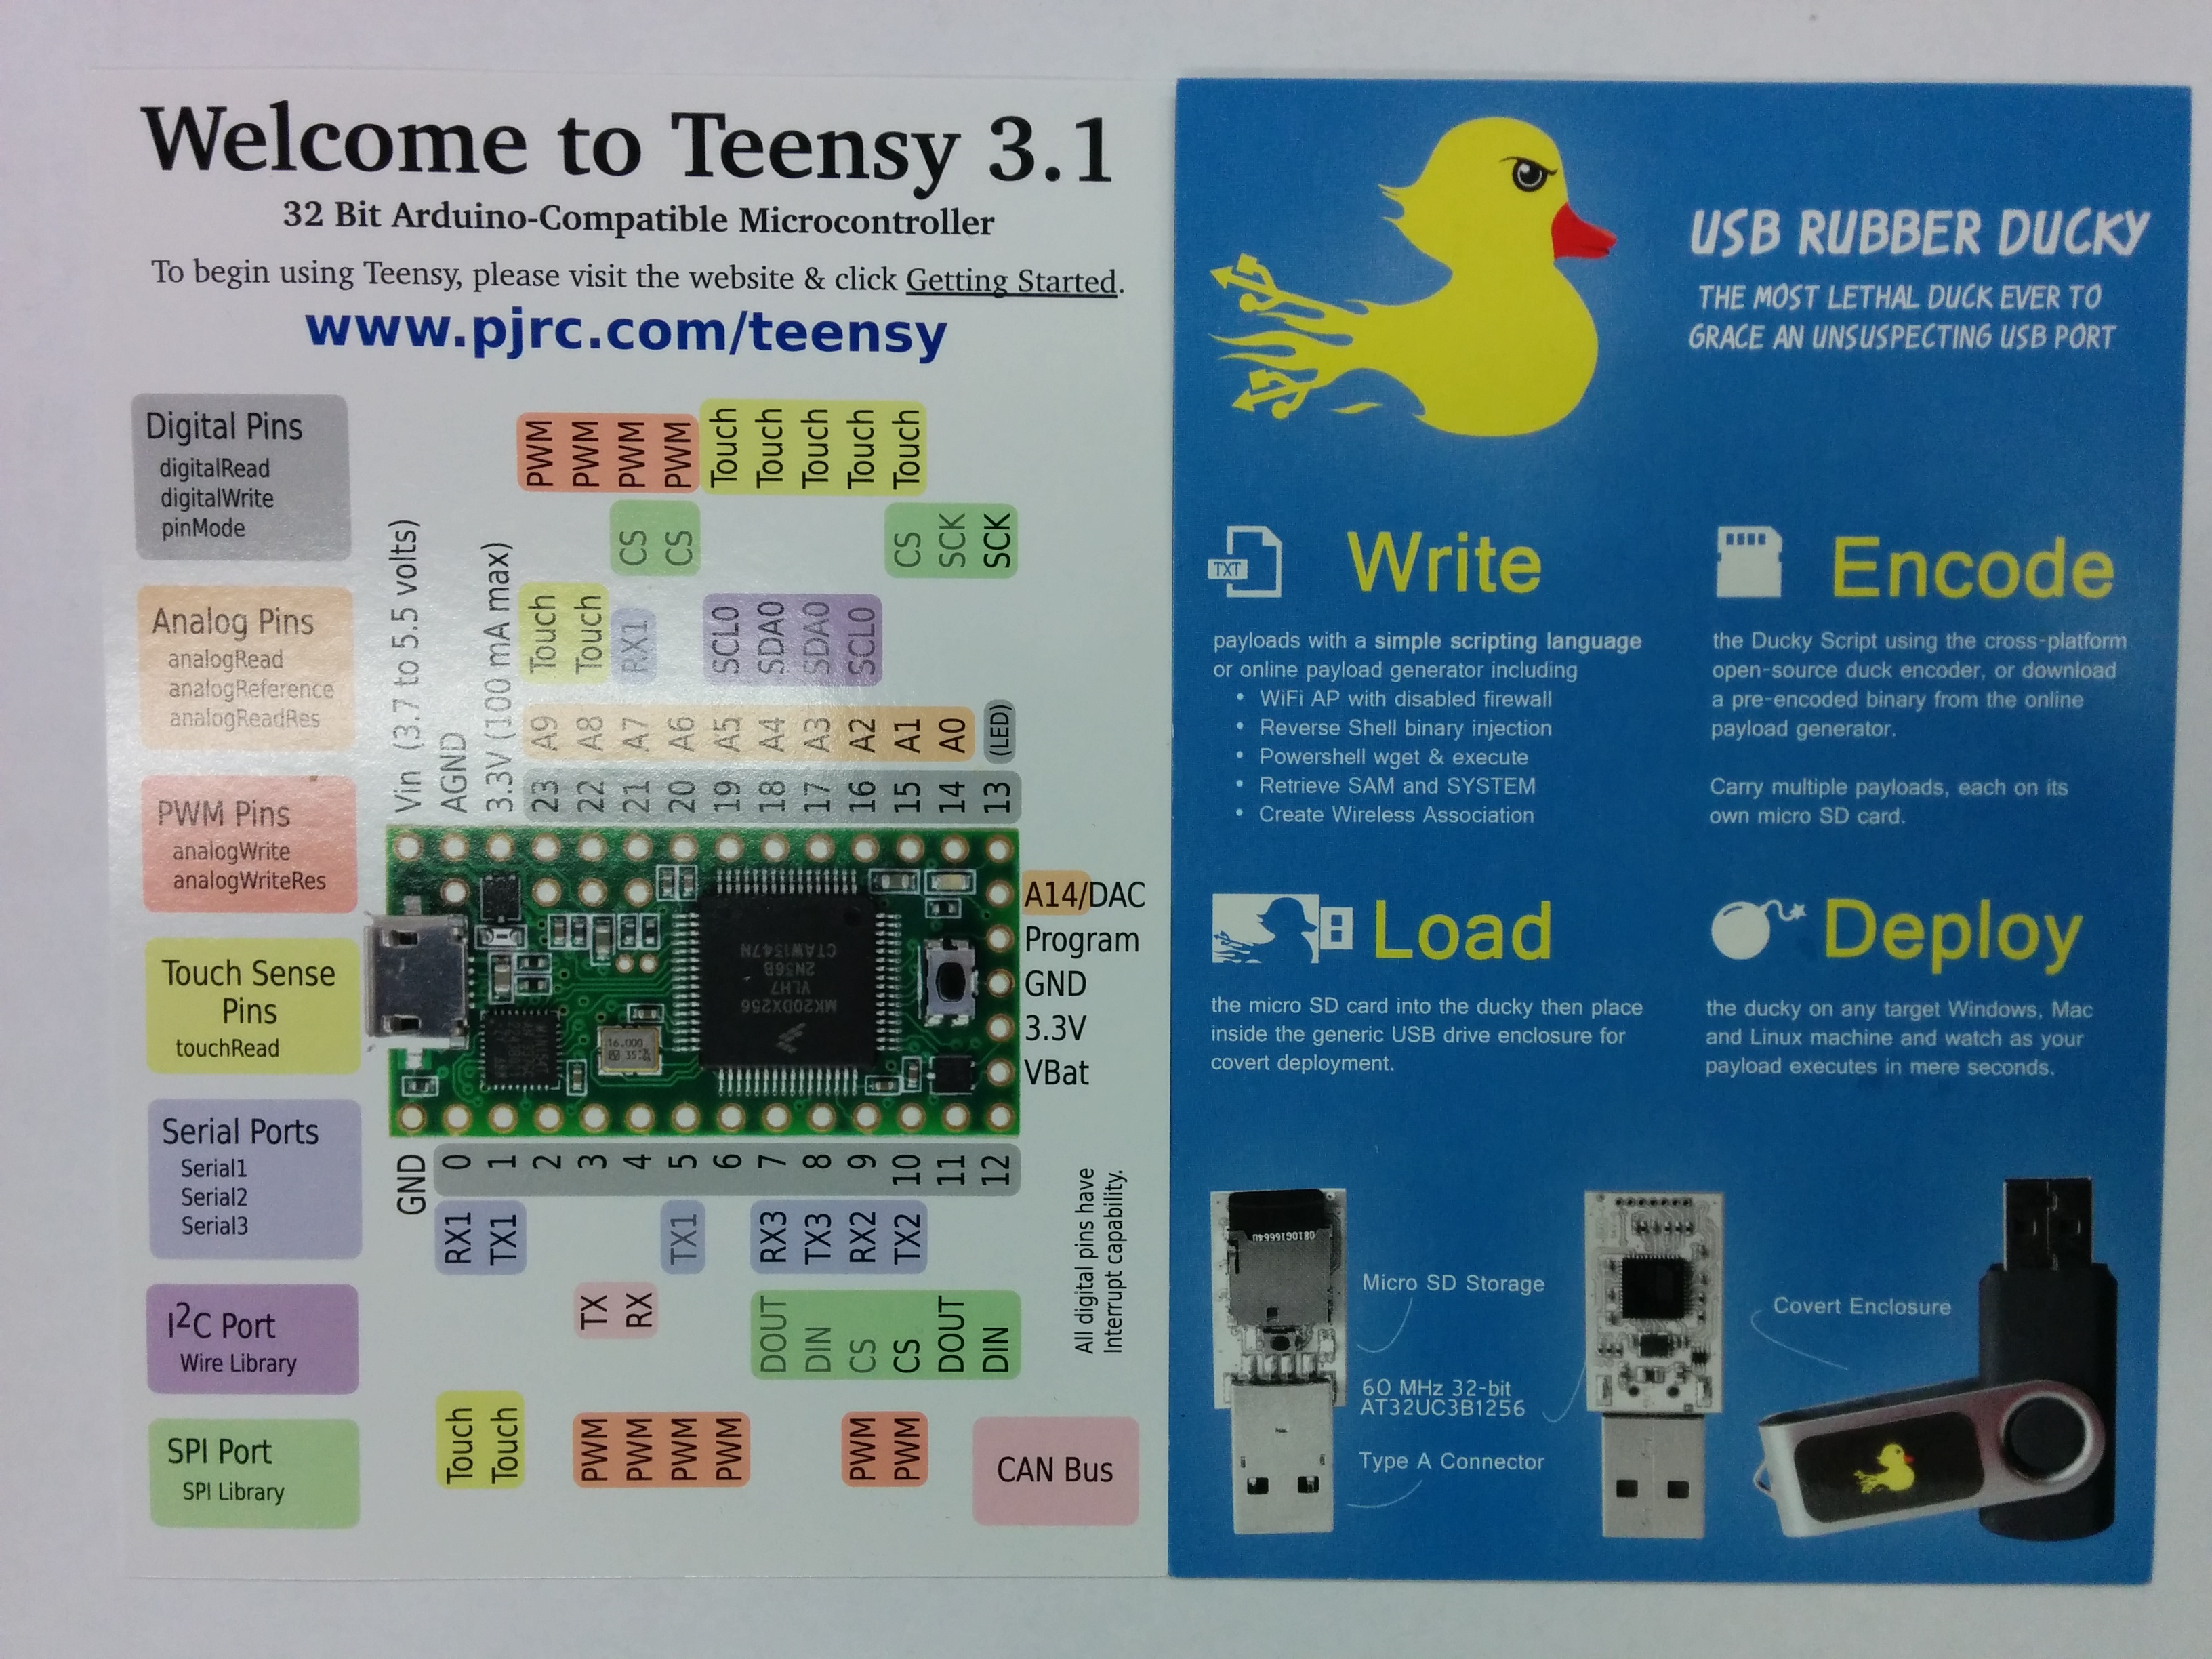 Welcome to Teensy 3.1
32 Bit Arduino-Compatible Microcontroller
To begin using Teensy, please visit the website & click Getting Started.
www.pjrc.com/teensy
Digital Pins
digitalRead
digitalWrite
pinMode
Analog Pins
analogRead
analogReference
analogReadRes
PWM Pins
analogWrite
analogWriteRes
Touch Sense
Pins
touchRead
Serial Ports
Serial1
Serial2
Serial3
I²C Port
Wire Library
SPI Port
SPI Library
PWM PWM PWM PWM Touch Touch Touch Touch Touch
CS CS CS SCK SCK
Touch Touch RX1 SCL0 SDA0 SDA0 SCL0
A9 A8 A7 A6 A5 A4 A3 A2 A1 A0 (LED)
Vin (3.7 to 5.5 volts)
AGND
3.3V (100 mA max)
23 22 21 20 19 18 17 16 15 14 13
A14/DAC
Program
GND
3.3V
VBat
MK20DX256
VLH7
2N56B
CTAW1547N
16.000
GND 0 1 2 3 4 5 6 7 8 9 10 11 12
RX1 TX1 TX1 RX3 TX3 RX2 TX2
TX RX DOUT DIN CS CS DOUT DIN
Touch Touch PWM PWM PWM PWM PWM PWM
All digital pins have
Interrupt capability.
CAN Bus
USB RUBBER DUCKY
THE MOST LETHAL DUCK EVER TO
GRACE AN UNSUSPECTING USB PORT
TXT
Write
payloads with a simple scripting language
or online payload generator including
• WiFi AP with disabled firewall
• Reverse Shell binary injection
• Powershell wget & execute
• Retrieve SAM and SYSTEM
• Create Wireless Association
Encode
the Ducky Script using the cross-platform
open-source duck encoder, or download
a pre-encoded binary from the online
payload generator.
Carry multiple payloads, each on its
own micro SD card.
Load
the micro SD card into the ducky then place
inside the generic USB drive enclosure for
covert deployment.
Deploy
the ducky on any target Windows, Mac
and Linux machine and watch as your
payload executes in mere seconds.
Micro SD Storage
60 MHz 32-bit
AT32UC3B1256
Type A Connector
Covert Enclosure